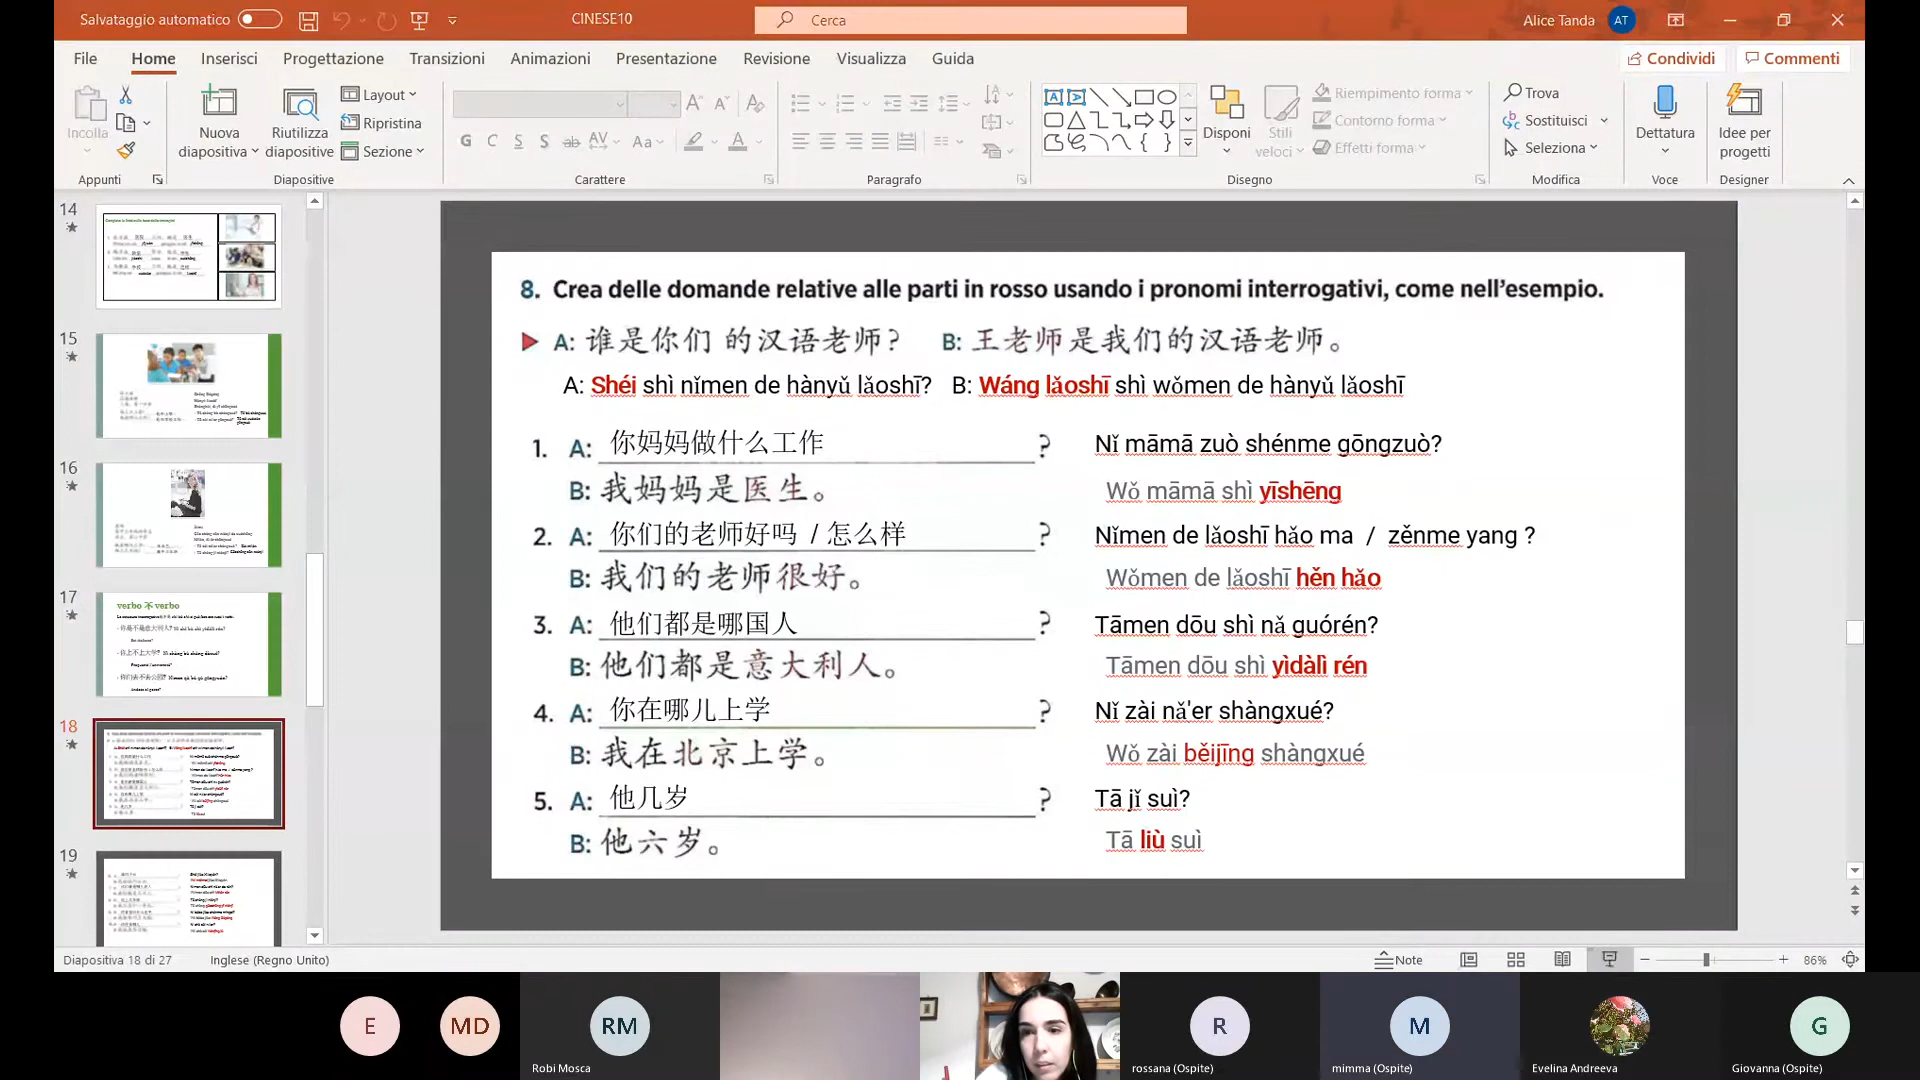 Salvataggio automatico
CINESE10
Cerca
Alice Tanda
AT
File
Home
Inserisci
Progettazione
Transizioni
Animazioni
Presentazione
Revisione
Visualizza
Guida
Condividi
Commenti
Incolla
Nuova diapositiva
Riutilizza diapositive
Layout
Ripristina
Sezione
G C S S ab AV Aa A
Disponi
Stili veloci
Riempimento forma
Contorno forma
Effetti forma
Trova
Sostituisci
Seleziona
Dettatura
Idee per progetti
Appunti
Diapositive
Carattere
Paragrafo
Disegno
Modifica
Voce
Designer
14
15
16
17
verbo 不 verbo
18
19
8. Crea delle domande relative alle parti in rosso usando i pronomi interrogativi, come nell'esempio.
A: 谁是你们 的汉语老师? B: 王老师是我们的汉语老师。
A: Shéi shì nǐmen de hànyǔ lǎoshī? B: Wáng lǎoshī shì wǒmen de hànyǔ lǎoshī
1. A: 你妈妈做什么工作 ? Nǐ māmā zuò shénme gōngzuò?
B: 我妈妈是医生。 Wǒ māmā shì yīshēng
2. A: 你们的老师好吗 / 怎么样 ? Nǐmen de lǎoshī hǎo ma / zěnme yang ?
B: 我们的老师很好。 Wǒmen de lǎoshī hěn hǎo
3. A: 他们都是哪国人 ? Tāmen dōu shì nǎ guórén?
B: 他们都是意大利人。 Tāmen dōu shì yìdàlì rén
4. A: 你在哪儿上学 ? Nǐ zài nǎ'er shàngxué?
B: 我在北京上学。 Wǒ zài běijīng shàngxué
5. A: 他几岁 ? Tā jǐ suì?
B: 他六岁。 Tā liù suì
Diapositiva 18 di 27
Inglese (Regno Unito)
Note
86%
E
MD
RM
Robi Mosca
R
rossana (Ospite)
M
mimma (Ospite)
Evelina Andreeva
G
Giovanna (Ospite)